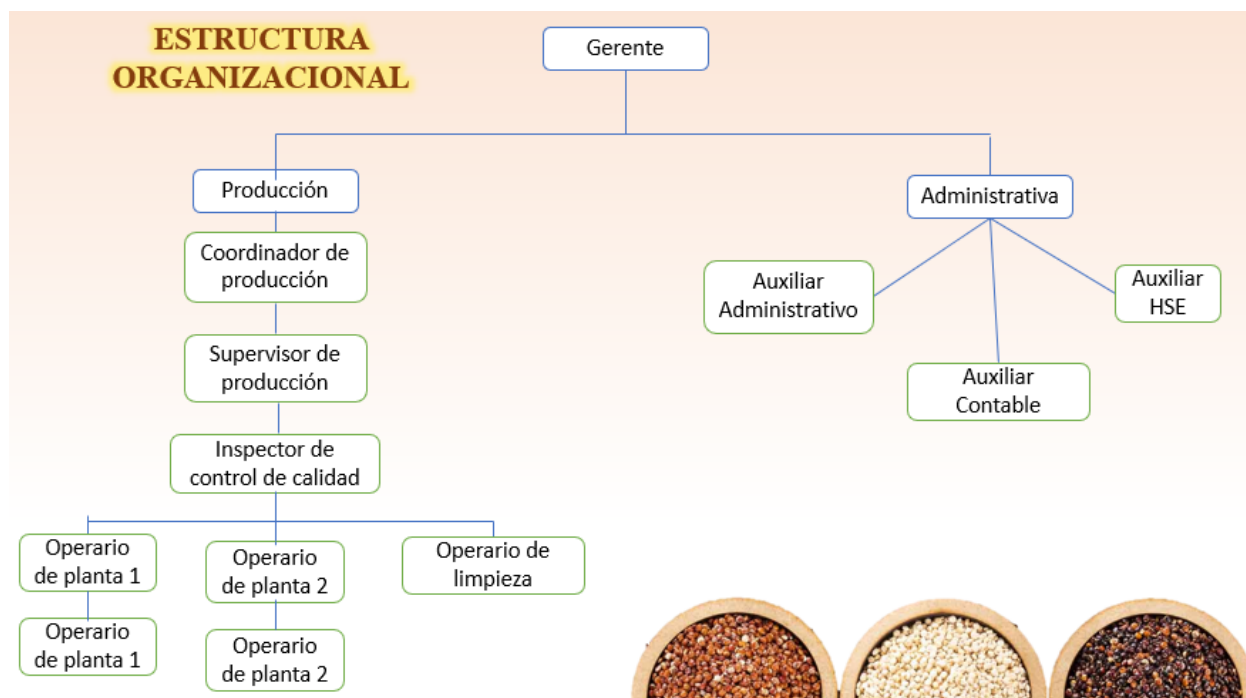 ESTRUCTURA
ORGANIZACIONAL
Gerente
Producción
Administrativa
Coordinador de
producción
Auxiliar
Administrativo
Auxiliar
HSE
Supervisor de
producción
Auxiliar
Contable
Inspector de
control de calidad
Operario
de planta 1
Operario
de planta 2
Operario de
limpieza
Operario
de planta 1
Operario
de planta 2